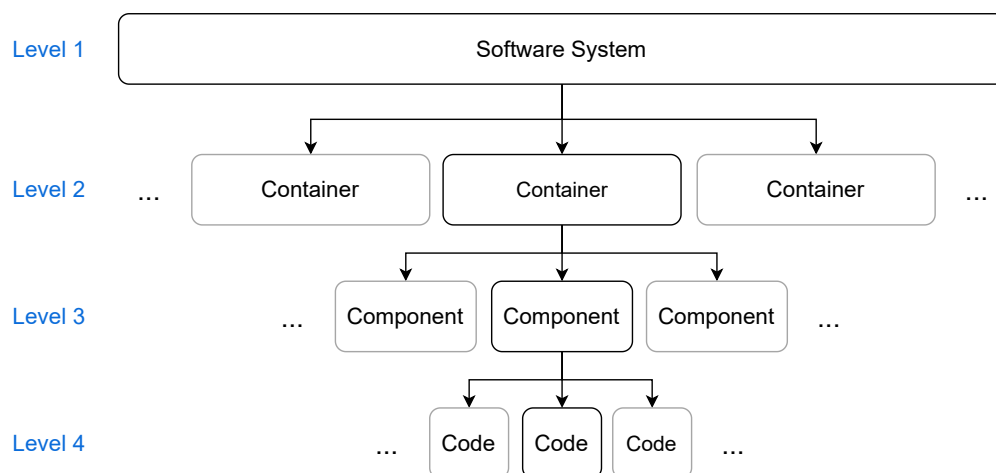 Level 1 Software System
Level 2 ... Container Container Container ...
Level 3 ... Component Component Component ...
Level 4 ... Code Code Code ...